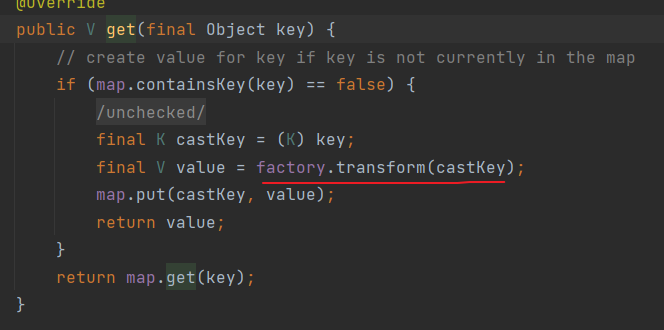 @Override
public V get(final Object key) {
// create value for key if key is not currently in the map
if (map.containsKey(key) == false) {
/unchecked/
final K castKey = (K) key;
final V value = factory.transform(castKey);
map.put(castKey, value);
return value;
}
return map.get(key);
}